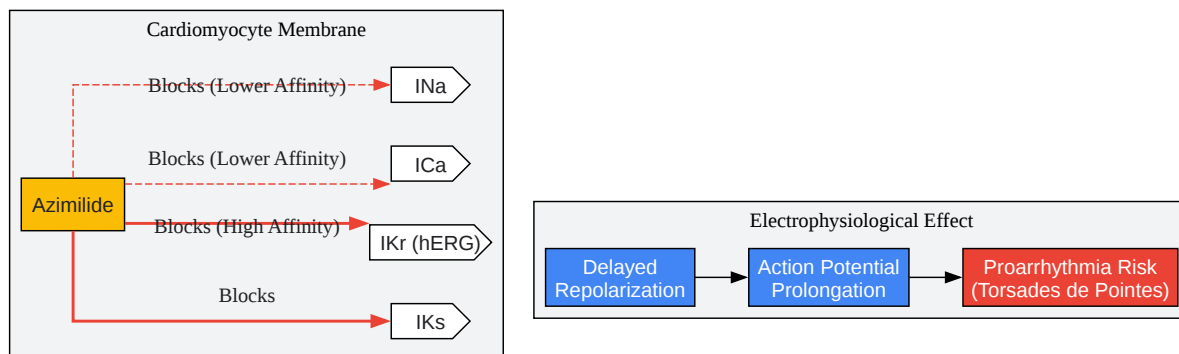 Cardiomyocyte Membrane
Blocks (Lower Affinity)
INa
Blocks (Lower Affinity)
ICa
Azimilide
Blocks (High Affinity)
IKr (hERG)
Blocks
IKs
Electrophysiological Effect
Delayed
Repolarization
Action Potential
Prolongation
Proarrhythmia Risk
(Torsades de Pointes)